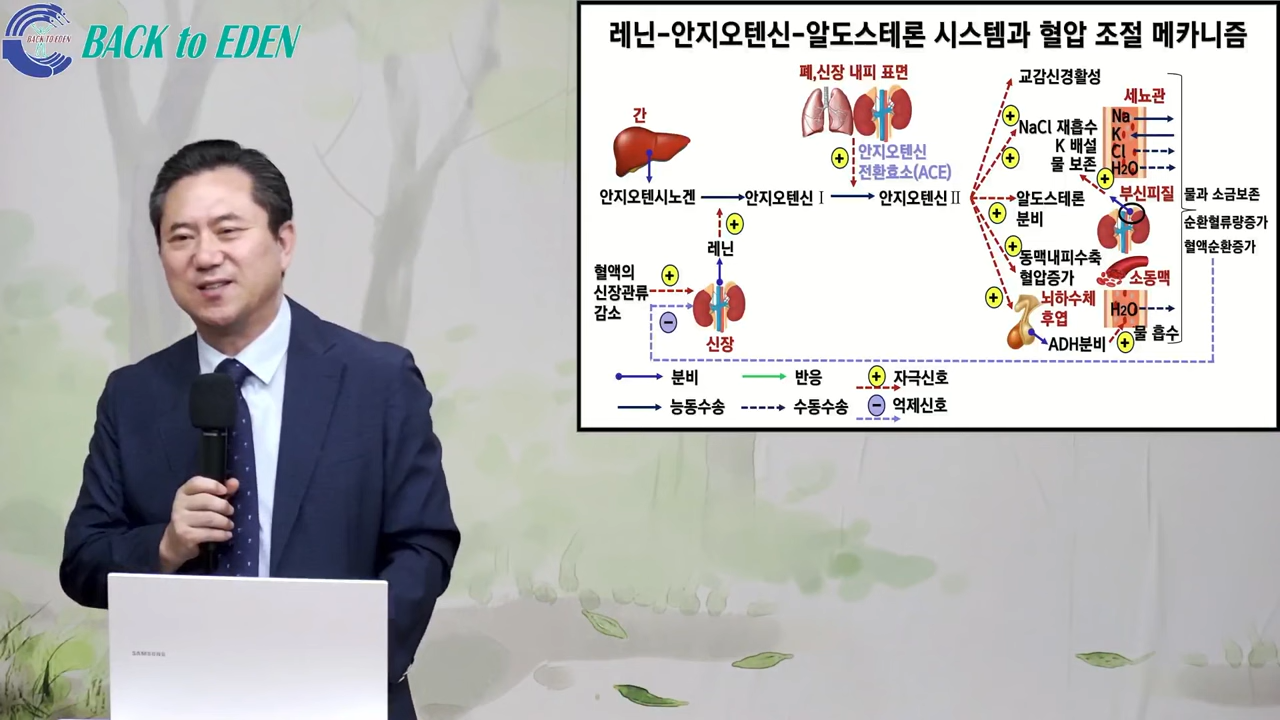 BACK TO EDEN
BACK to EDEN
레닌-안지오텐신-알도스테론 시스템과 혈압 조절 메카니즘
폐,신장 내피 표면
교감신경활성
세뇨관
간
Na
NaCl 재흡수
K
K 배설
Cl
물 보존
H2O
안지오텐신
전환효소(ACE)
안지오텐시노겐
안지오텐신 I
안지오텐신 II
알도스테론
분비
부신피질
물과 소금보존
순환혈류량증가
혈액순환증가
레닌
동맥내피수축
혈압증가
소동맥
혈액의
신장관류
감소
신장
뇌하수체
후엽
H2O
물 흡수
ADH분비
분비
반응
자극신호
능동수송
수동수송
억제신호
SAMSUNG